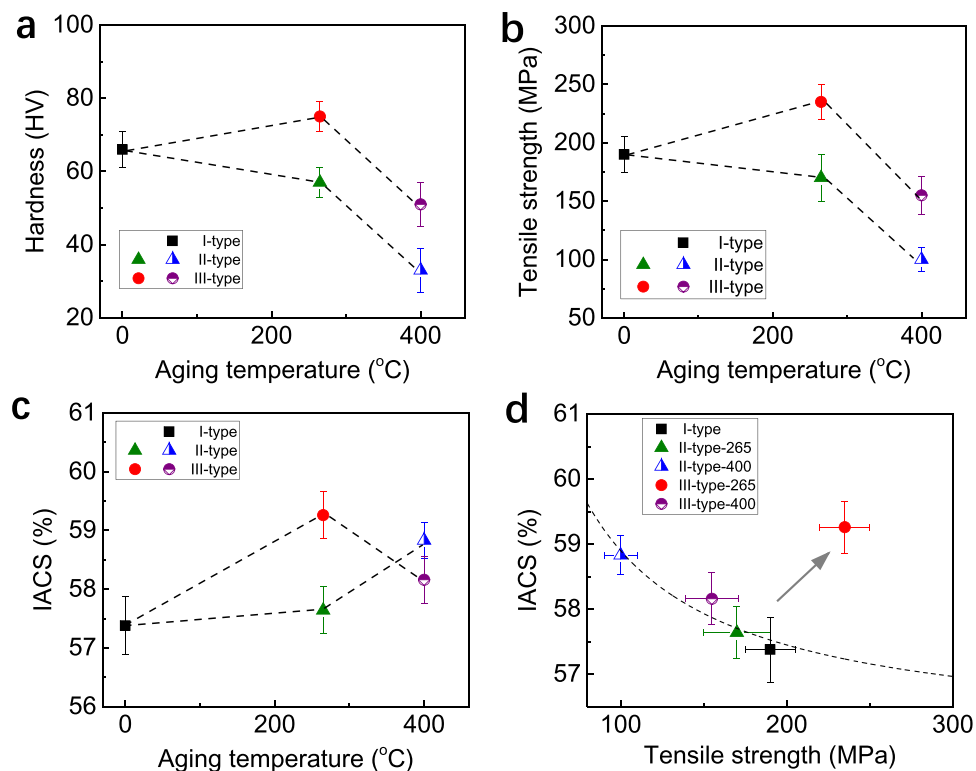 a
100
80
60
40
20
Hardness (HV)
I-type
II-type
III-type
0
200
400
Aging temperature (°C)
b
300
250
200
150
100
50
Tensile strength (MPa)
I-type
II-type
III-type
0
200
400
Aging temperature (°C)
c
61
60
59
58
57
56
IACS (%)
I-type
II-type
III-type
0
200
400
Aging temperature (°C)
d
61
60
59
58
57
IACS (%)
I-type
II-type-265
II-type-400
III-type-265
III-type-400
100
200
300
Tensile strength (MPa)